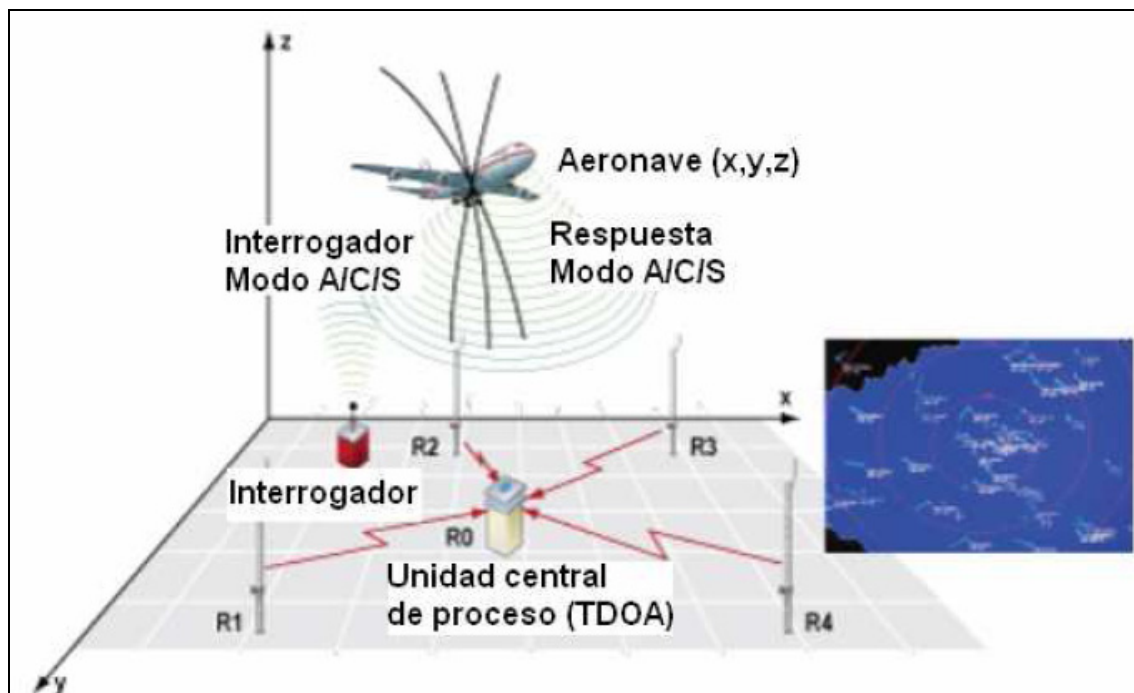 z
Aeronave (x,y,z)
Interrogador
Modo A/C/S
Respuesta
Modo A/C/S
x
R2
R3
Interrogador
R0
Unidad central
de proceso (TDOA)
R1
R4
y